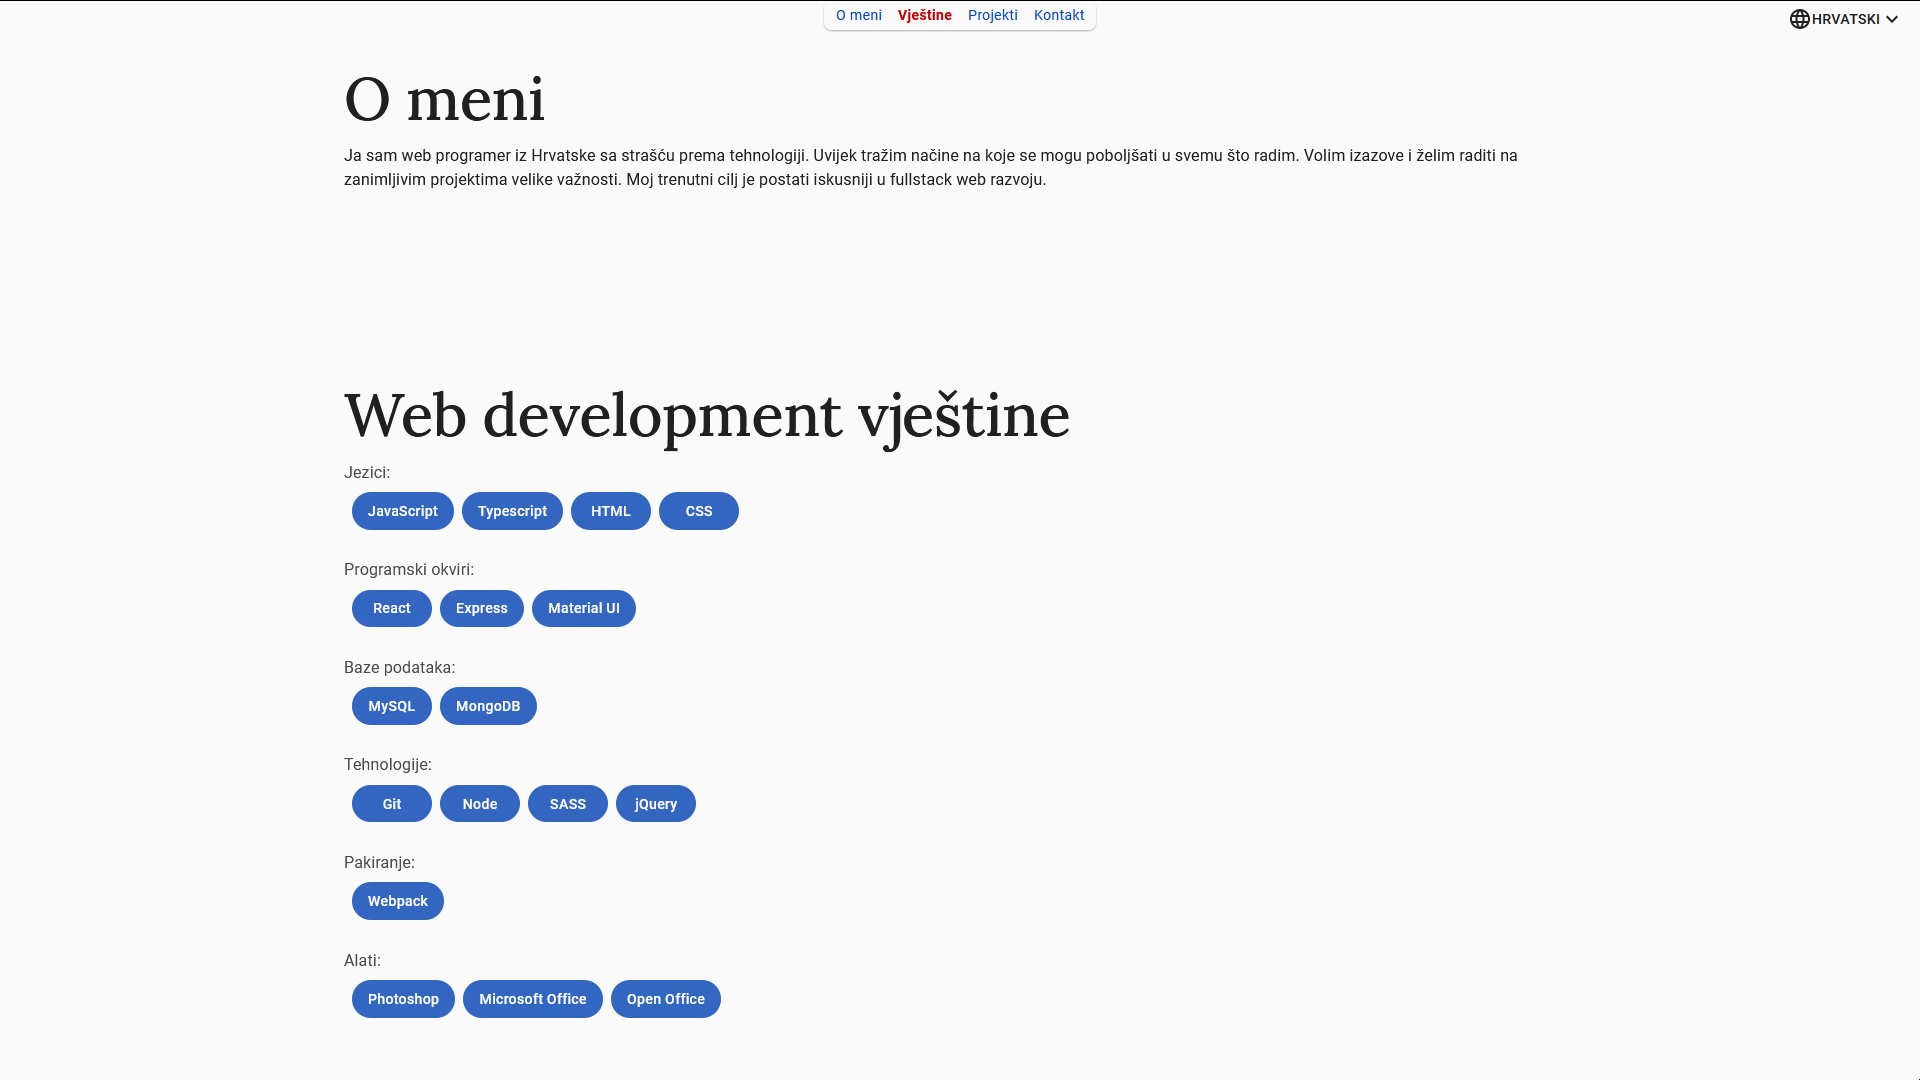 O meni Vještine Projekti Kontakt
HRVATSKI
O meni
Ja sam web programer iz Hrvatske sa strašću prema tehnologiji. Uvijek tražim načine na koje se mogu poboljšati u svemu što radim. Volim izazove i želim raditi na
zanimljivim projektima velike važnosti. Moj trenutni cilj je postati iskusniji u fullstack web razvoju.
Web development vještine
Jezici:
JavaScript Typescript HTML CSS
Programski okviri:
React Express Material UI
Baze podataka:
MySQL MongoDB
Tehnologije:
Git Node SASS jQuery
Pakiranje:
Webpack
Alati:
Photoshop Microsoft Office Open Office